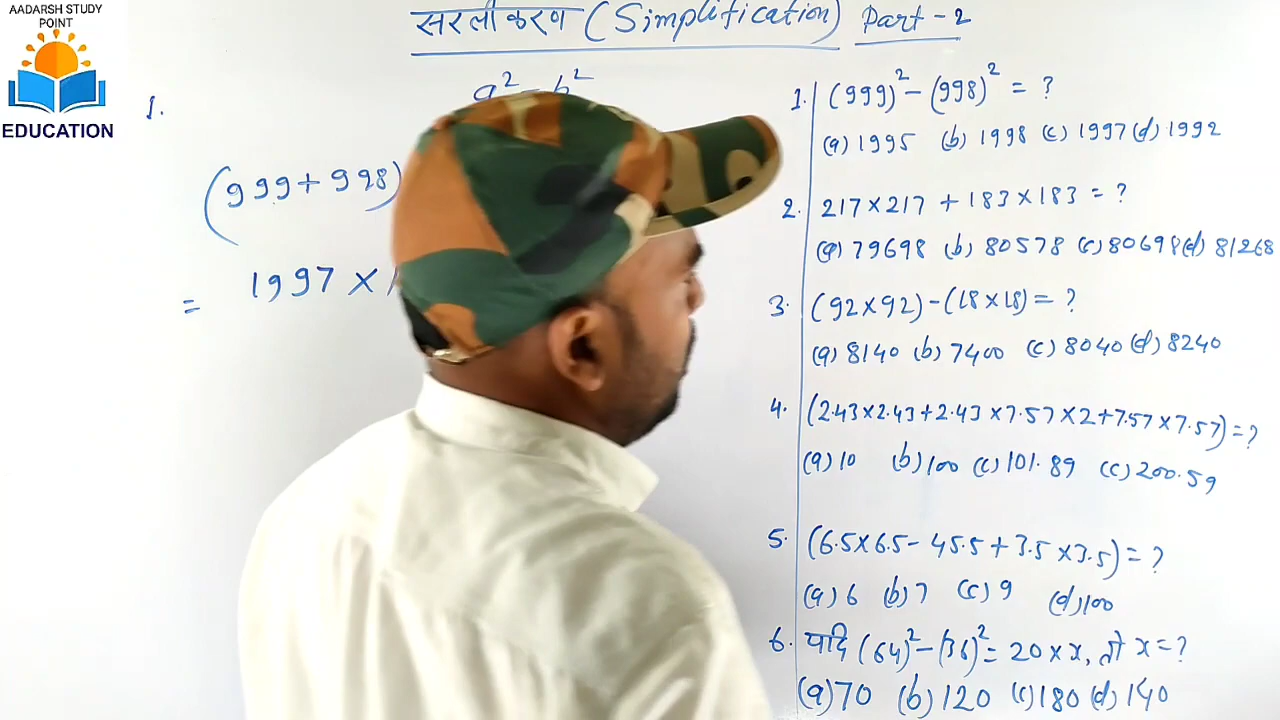 AADARSH STUDY
POINT
EDUCATION
सरलीकरण (Simplification) Part-2
1.
a² - b²
(999+998)
= 1997 ×
1. (999)² - (998)² = ?
(a) 1995 (b) 1998 (c) 1997 (d) 1992
2. 217×217 + 183×183 = ?
(a) 79698 (b) 80578 (c) 80698 (d) 81268
3. (92×92) - (18×18) = ?
(a) 8140 (b) 7400 (c) 8040 (d) 8240
4. (2.43×2.43+2.43×7.57×2+7.57×7.57) = ?
(a) 10 (b) 100 (c) 101.89 (c) 200.59
5. (6.5×6.5 - 45.5 + 3.5×3.5) = ?
(a) 6 (b) 7 (c) 9 (d) 100
6. यदि (64)² - (36)² = 20×x, तो x = ?
(a) 70 (b) 120 (c) 180 (d) 140